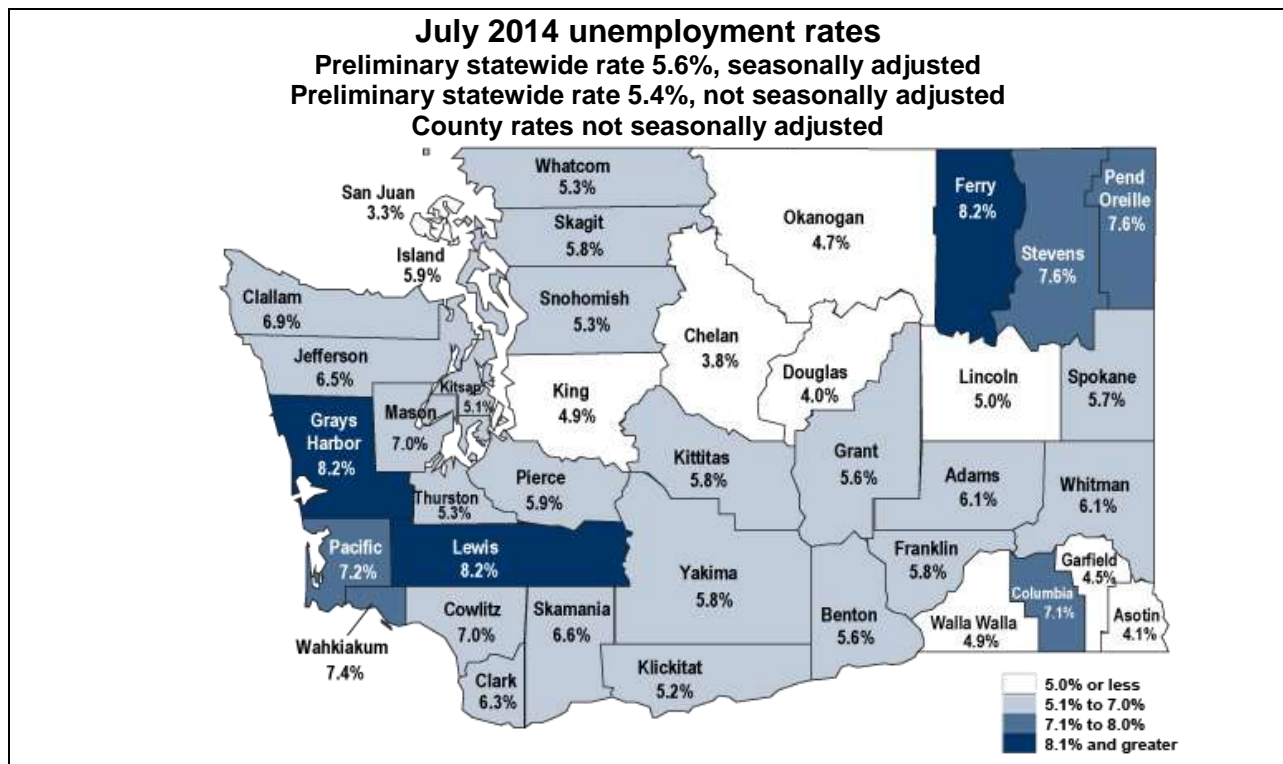 July 2014 unemployment rates
Preliminary statewide rate 5.6%, seasonally adjusted
Preliminary statewide rate 5.4%, not seasonally adjusted
County rates not seasonally adjusted
Whatcom
5.3%
San Juan
3.3%
Skagit
5.8%
Island
5.9%
Okanogan
4.7%
Ferry
8.2%
Stevens
7.6%
Pend
Oreille
7.6%
Clallam
6.9%
Snohomish
5.3%
Chelan
3.8%
Jefferson
6.5%
Kitsap
5.1%
King
4.9%
Douglas
4.0%
Lincoln
5.0%
Spokane
5.7%
Grays
Harbor
8.2%
Mason
7.0%
Kittitas
5.8%
Grant
5.6%
Adams
6.1%
Whitman
6.1%
Thurston
5.3%
Pierce
5.9%
Pacific
7.2%
Lewis
8.2%
Yakima
5.8%
Franklin
5.8%
Garfield
4.5%
Columbia
7.1%
Asotin
4.1%
Wahkiakum
7.4%
Cowlitz
7.0%
Skamania
6.6%
Benton
5.6%
Walla Walla
4.9%
Clark
6.3%
Klickitat
5.2%
5.0% or less
5.1% to 7.0%
7.1% to 8.0%
8.1% and greater